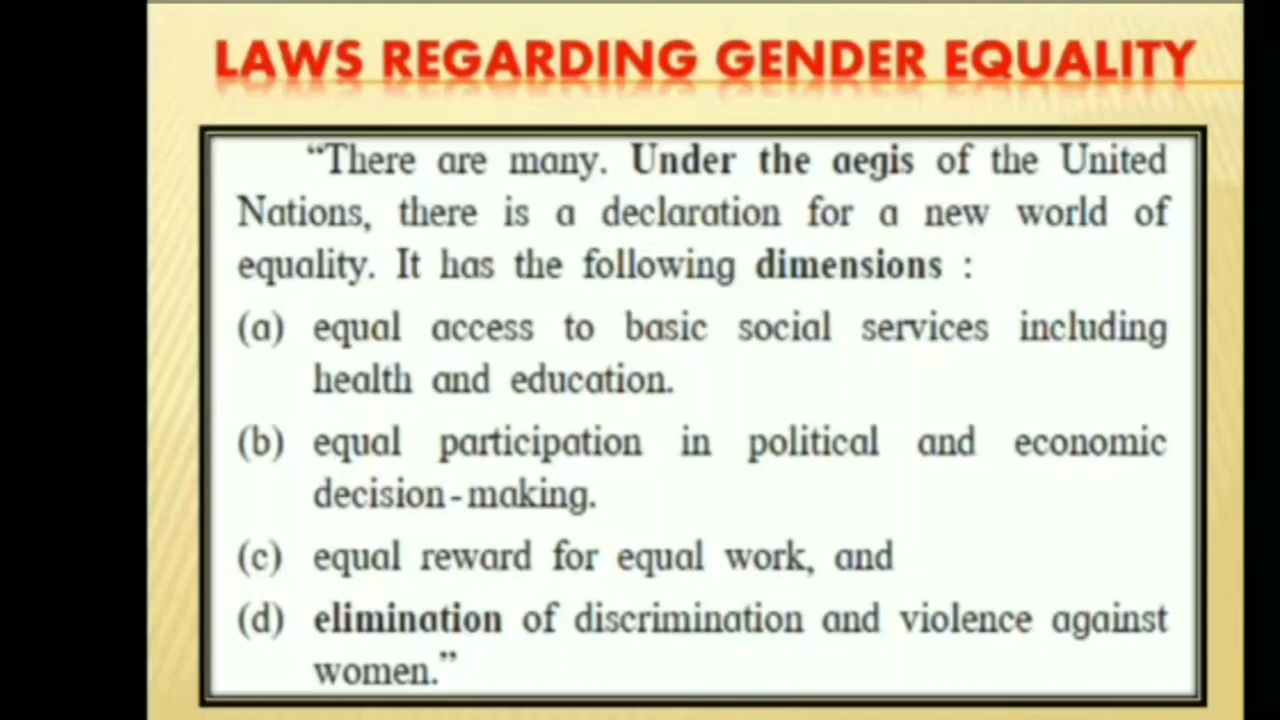 LAWS REGARDING GENDER EQUALITY
“There are many. Under the aegis of the United
Nations, there is a declaration for a new world of
equality. It has the following dimensions :
(a) equal access to basic social services including
health and education.
(b) equal participation in political and economic
decision-making.
(c) equal reward for equal work, and
(d) elimination of discrimination and violence against
women.”